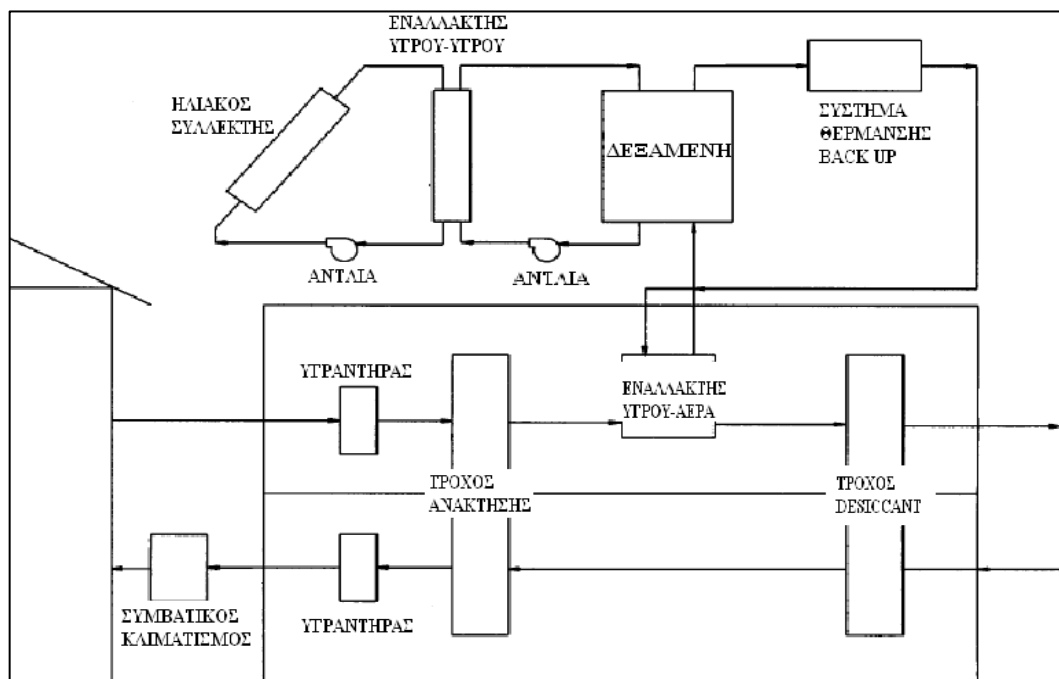 ΕΝΑΛΛΑΚΤΗΣ
ΥΓΡΟΥ-ΥΓΡΟΥ
ΗΛΙΑΚΟΣ
ΣΥΛΛΕΚΤΗΣ
ΔΕΞΑΜΕΝΗ
ΣΥΣΤΗΜΑ
ΘΕΡΜΑΝΣΗΣ
BACK UP
ΑΝΤΛΙΑ
ΑΝΤΛΙΑ
ΥΓΡΑΝΤΗΡΑΣ
ΕΝΑΛΛΑΚΤΗΣ
ΥΓΡΟΥ-ΑΕΡΑ
ΤΡΟΧΟΣ
ΑΝΑΚΤΗΣΗΣ
ΤΡΟΧΟΣ
DESICCANT
ΣΥΜΒΑΤΙΚΟΣ
ΚΛΙΜΑΤΙΣΜΟΣ
ΥΓΡΑΝΤΗΡΑΣ